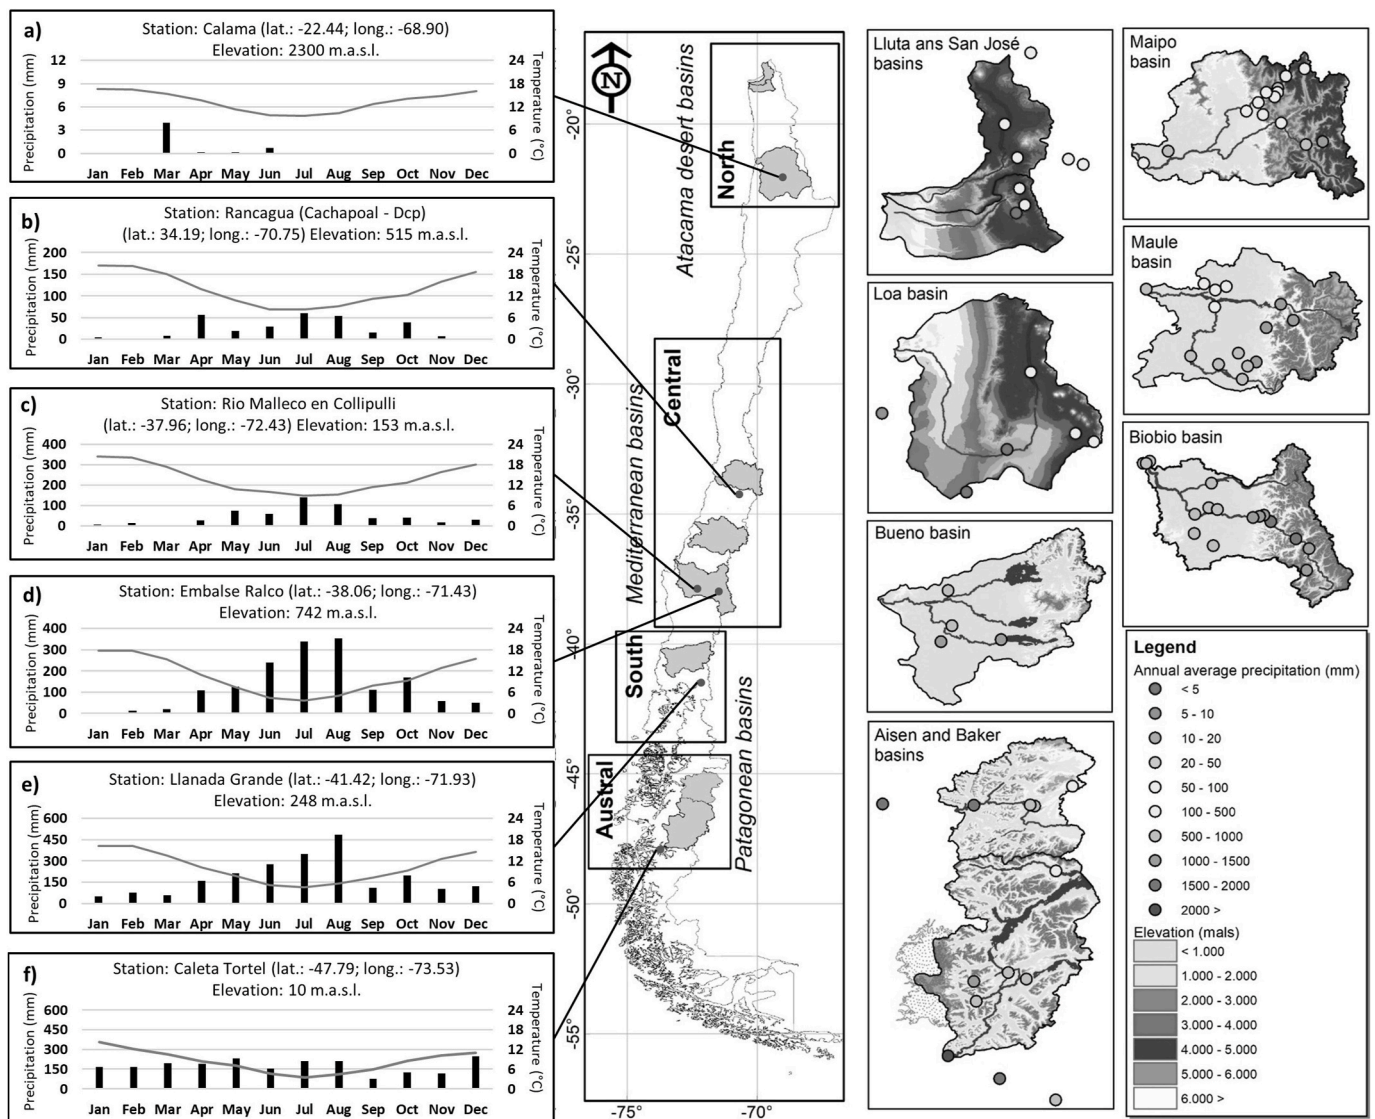 a)
Station: Calama (lat.: -22.44; long.: -68.90)
Elevation: 2300 m.a.s.l.
Precipitation (mm)
12
9
6
3
0
24
18
12
6
0
Temperature (°C)
Jan Feb Mar Apr May Jun Jul Aug Sep Oct Nov Dec
b)
Station: Rancagua (Cachapoal - Dcp)
(lat.: 34.19; long.: -70.75) Elevation: 515 m.a.s.l.
Precipitation (mm)
200
150
100
50
0
24
18
12
6
0
Temperature (°C)
Jan Feb Mar Apr May Jun Jul Aug Sep Oct Nov Dec
c)
Station: Rio Malleco en Collipulli
(lat.: -37.96; long.: -72.43) Elevation: 153 m.a.s.l.
Precipitation (mm)
400
300
200
100
0
24
18
12
6
0
Temperature (°C)
Jan Feb Mar Apr May Jun Jul Aug Sep Oct Nov Dec
d)
Station: Embalse Ralco (lat.: -38.06; long.: -71.43)
Elevation: 742 m.a.s.l.
Precipitation (mm)
400
300
200
100
0
24
18
12
6
0
Temperature (°C)
Jan Feb Mar Apr May Jun Jul Aug Sep Oct Nov Dec
e)
Station: Llanada Grande (lat.: -41.42; long.: -71.93)
Elevation: 248 m.a.s.l.
Precipitation (mm)
600
450
300
150
0
24
18
12
6
0
Temperature (°C)
Jan Feb Mar Apr May Jun Jul Aug Sep Oct Nov Dec
f)
Station: Caleta Tortel (lat.: -47.79; long.: -73.53)
Elevation: 10 m.a.s.l.
Precipitation (mm)
600
450
300
150
0
24
18
12
6
0
Temperature (°C)
Jan Feb Mar Apr May Jun Jul Aug Sep Oct Nov Dec
N
Atacama desert basins
North
Mediterranean basins
Central
South
Patagonean basins
Austral
-20°
-25°
-30°
-35°
-40°
-45°
-50°
-55°
-75°
-70°
Lluta ans San José
basins
Loa basin
Bueno basin
Aisen and Baker
basins
Maipo
basin
Maule
basin
Biobio basin
Legend
Annual average precipitation (mm)
< 5
5 - 10
10 - 20
20 - 50
50 - 100
100 - 500
500 - 1000
1000 - 1500
1500 - 2000
2000 >
Elevation (mals)
< 1.000
1.000 - 2.000
2.000 - 3.000
3.000 - 4.000
4.000 - 5.000
5.000 - 6.000
6.000 >